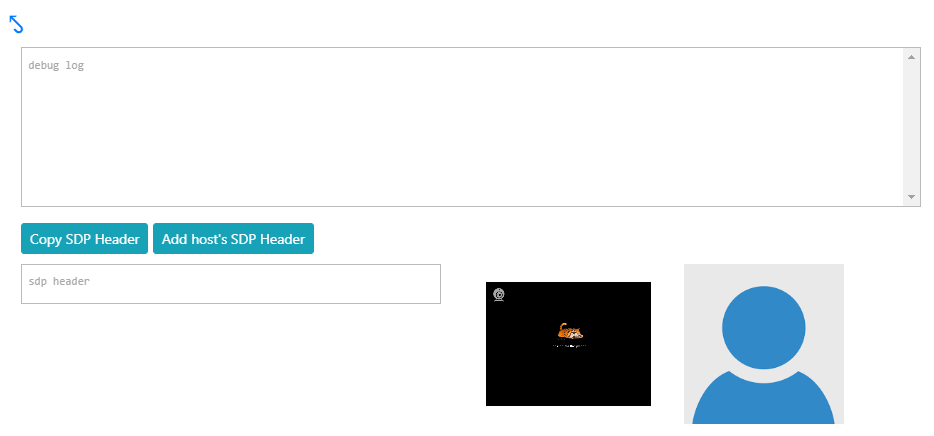 debug log
Copy SDP Header
Add host's SDP Header
sdp header